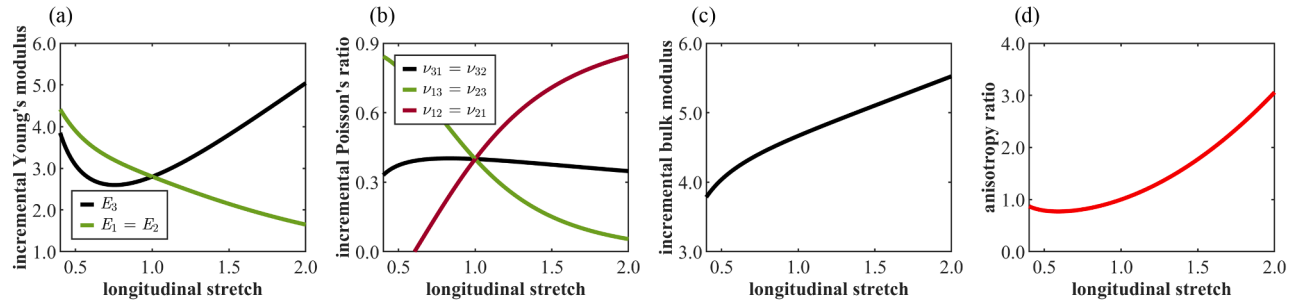 (a)
incremental Young's modulus
6.0
5.0
4.0
3.0
2.0
1.0
E₃
E₁ = E₂
0.5
1.0
1.5
2.0
longitudinal stretch
(b)
incremental Poisson's ratio
0.9
0.6
0.3
0.0
ν₃₁ = ν₃₂
ν₁₃ = ν₂₃
ν₁₂ = ν₂₁
0.5
1.0
1.5
2.0
longitudinal stretch
(c)
incremental bulk modulus
6.0
5.0
4.0
3.0
0.5
1.0
1.5
2.0
longitudinal stretch
(d)
anisotropy ratio
4.0
3.0
2.0
1.0
0.0
0.5
1.0
1.5
2.0
longitudinal stretch